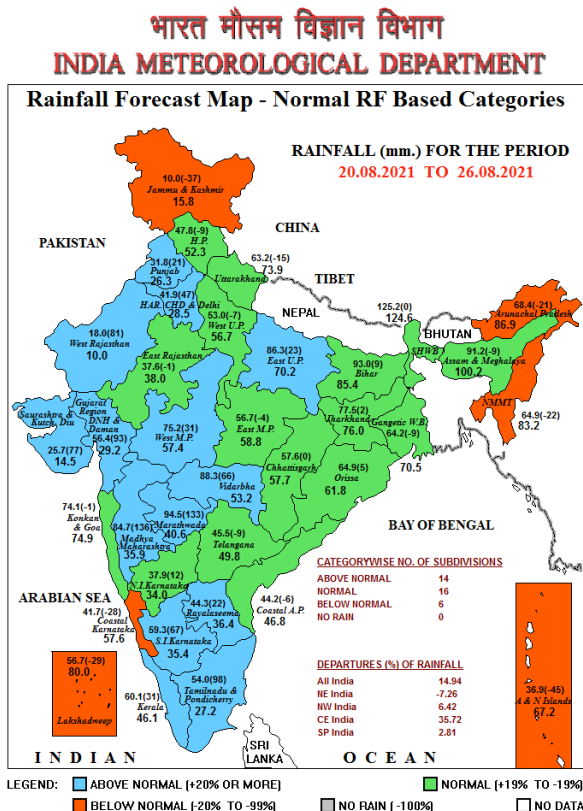 भारत मौसम विज्ञान विभाग
INDIA METEOROLOGICAL DEPARTMENT
Rainfall Forecast Map - Normal RF Based Categories
RAINFALL (mm.) FOR THE PERIOD
20.08.2021 TO 26.08.2021
10.0(-37)
Jammu & Kashmir
15.8
CHINA
PAKISTAN
47.8(-9)
H.P.
52.3
63.2(-15)
73.9
Uttarakhand
TIBET
31.8(21)
Punjab
26.3
41.9(47)
HAR. CHD & Delhi
28.5
53.0(-7)
West U.P.
56.7
NEPAL
125.2(0)
124.6
68.4(-21)
Arunachal Pradesh
86.9
BHUTAN
18.0(81)
West Rajasthan
10.0
East Rajasthan
37.6(-1)
38.0
86.3(23)
East U.P.
70.2
93.0(9)
Bihar
85.4
SHWB
91.2(-9)
Assam & Meghalaya
100.2
NMMT
64.9(-22)
83.2
Saurashtra &
Kutch, Diu
25.7(77)
14.5
Gujarat
Region
DNH &
Daman
56.4(93)
29.2
75.2(31)
West M.P.
57.4
56.7(-4)
East M.P.
58.8
77.5(2)
Jharkhand
76.0
Gangetic W.B.
64.2(-9)
70.5
57.6(0)
Chhattisgarh
57.7
64.9(5)
Orissa
61.8
88.3(66)
Vidarbha
53.2
74.1(-1)
Konkan
& Goa
74.9
84.7(136)
Madhya
Maharashtra
35.9
94.5(133)
Marathwada
40.6
45.5(-9)
Telangana
49.8
BAY OF BENGAL
37.9(12)
N.I.Karnataka
34.0
44.2(-6)
Coastal A.P.
46.8
ARABIAN SEA
41.7(-28)
Coastal
Karnataka
57.6
44.3(22)
Rayalaseema
36.4
59.3(67)
S.I.Karnataka
35.4
54.0(98)
Tamilnadu &
Pondicherry
27.2
60.1(31)
Kerala
46.1
56.7(-29)
80.0
Lakshadweep
CATEGORYWISE NO. OF SUBDIVISIONS
ABOVE NORMAL 14
NORMAL 16
BELOW NORMAL 6
NO RAIN 0
DEPARTURES (%) OF RAINFALL
All India 14.94
NE India -7.26
NW India 6.42
CE India 35.72
SP India 2.81
36.9(-45)
A & N Islands
67.2
SRI
LANKA
INDIAN OCEAN
LEGEND: ABOVE NORMAL (+20% OR MORE) NORMAL (+19% TO -19%)
BELOW NORMAL (-20% TO -99%) NO RAIN (-100%) NO DATA